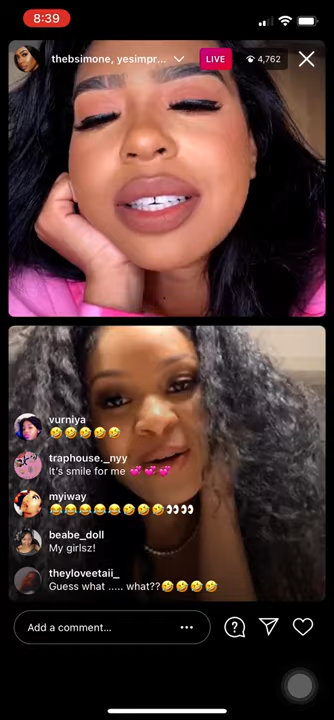 8:39
thebsimone, yesimpr...
LIVE
4,762
vurniya
🤣🤣🤣🤣🤣
traphouse._nyy
It's smile for me 💞💞💞
myiway
😂😂😂😂😂🤣🤣🤣👀👀
beabe_doll
My girlsz!
theyloveetaii_
Guess what ..... what??🤣🤣🤣🤣
Add a comment...